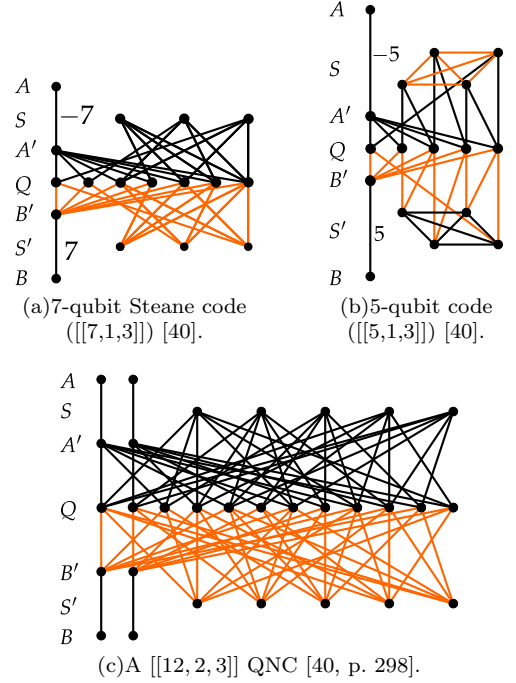 A
S
−7
A′
Q
B′
7
S′
B
(a)7-qubit Steane code
([[7,1,3]]) [40].
A
−5
S
A′
Q
B′
S′
5
B
(b)5-qubit code
([[5,1,3]]) [40].
A
S
A′
Q
B′
S′
B
(c)A [[12, 2, 3]] QNC [40, p. 298].